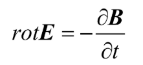 rotE = −∂B/∂t